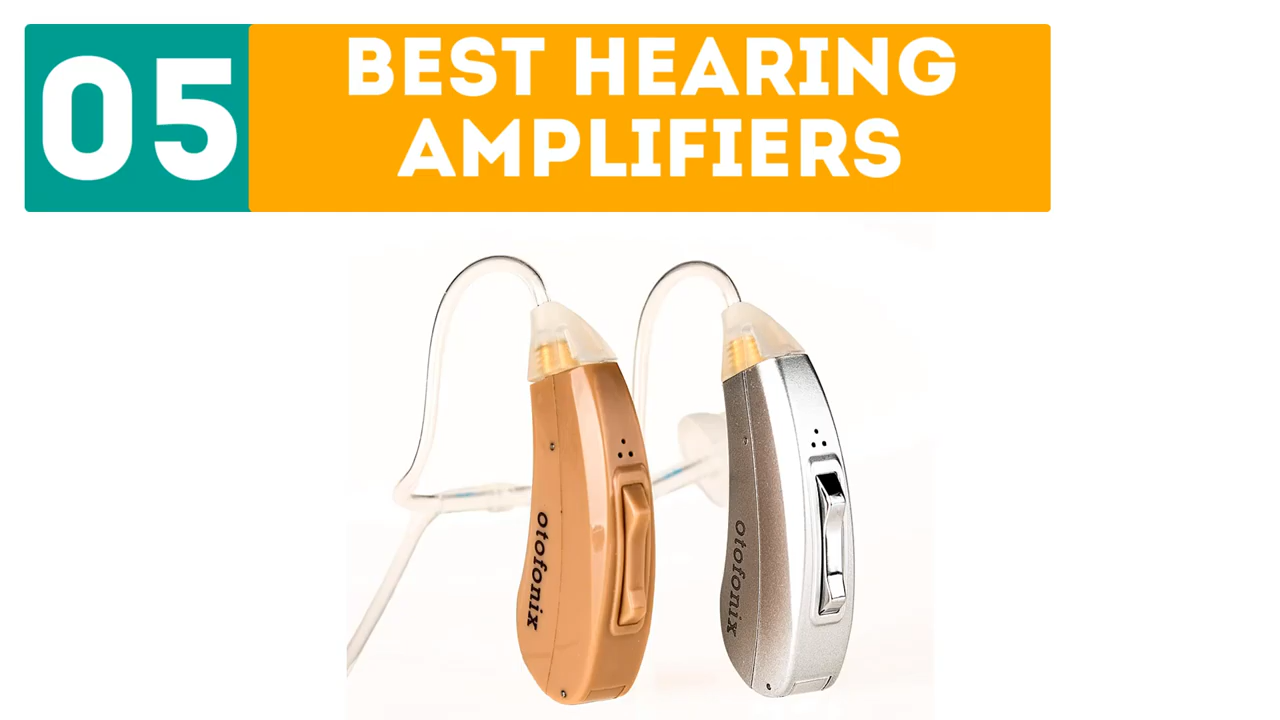 05
BEST HEARING
AMPLIFIERS
otofonix
otofonix